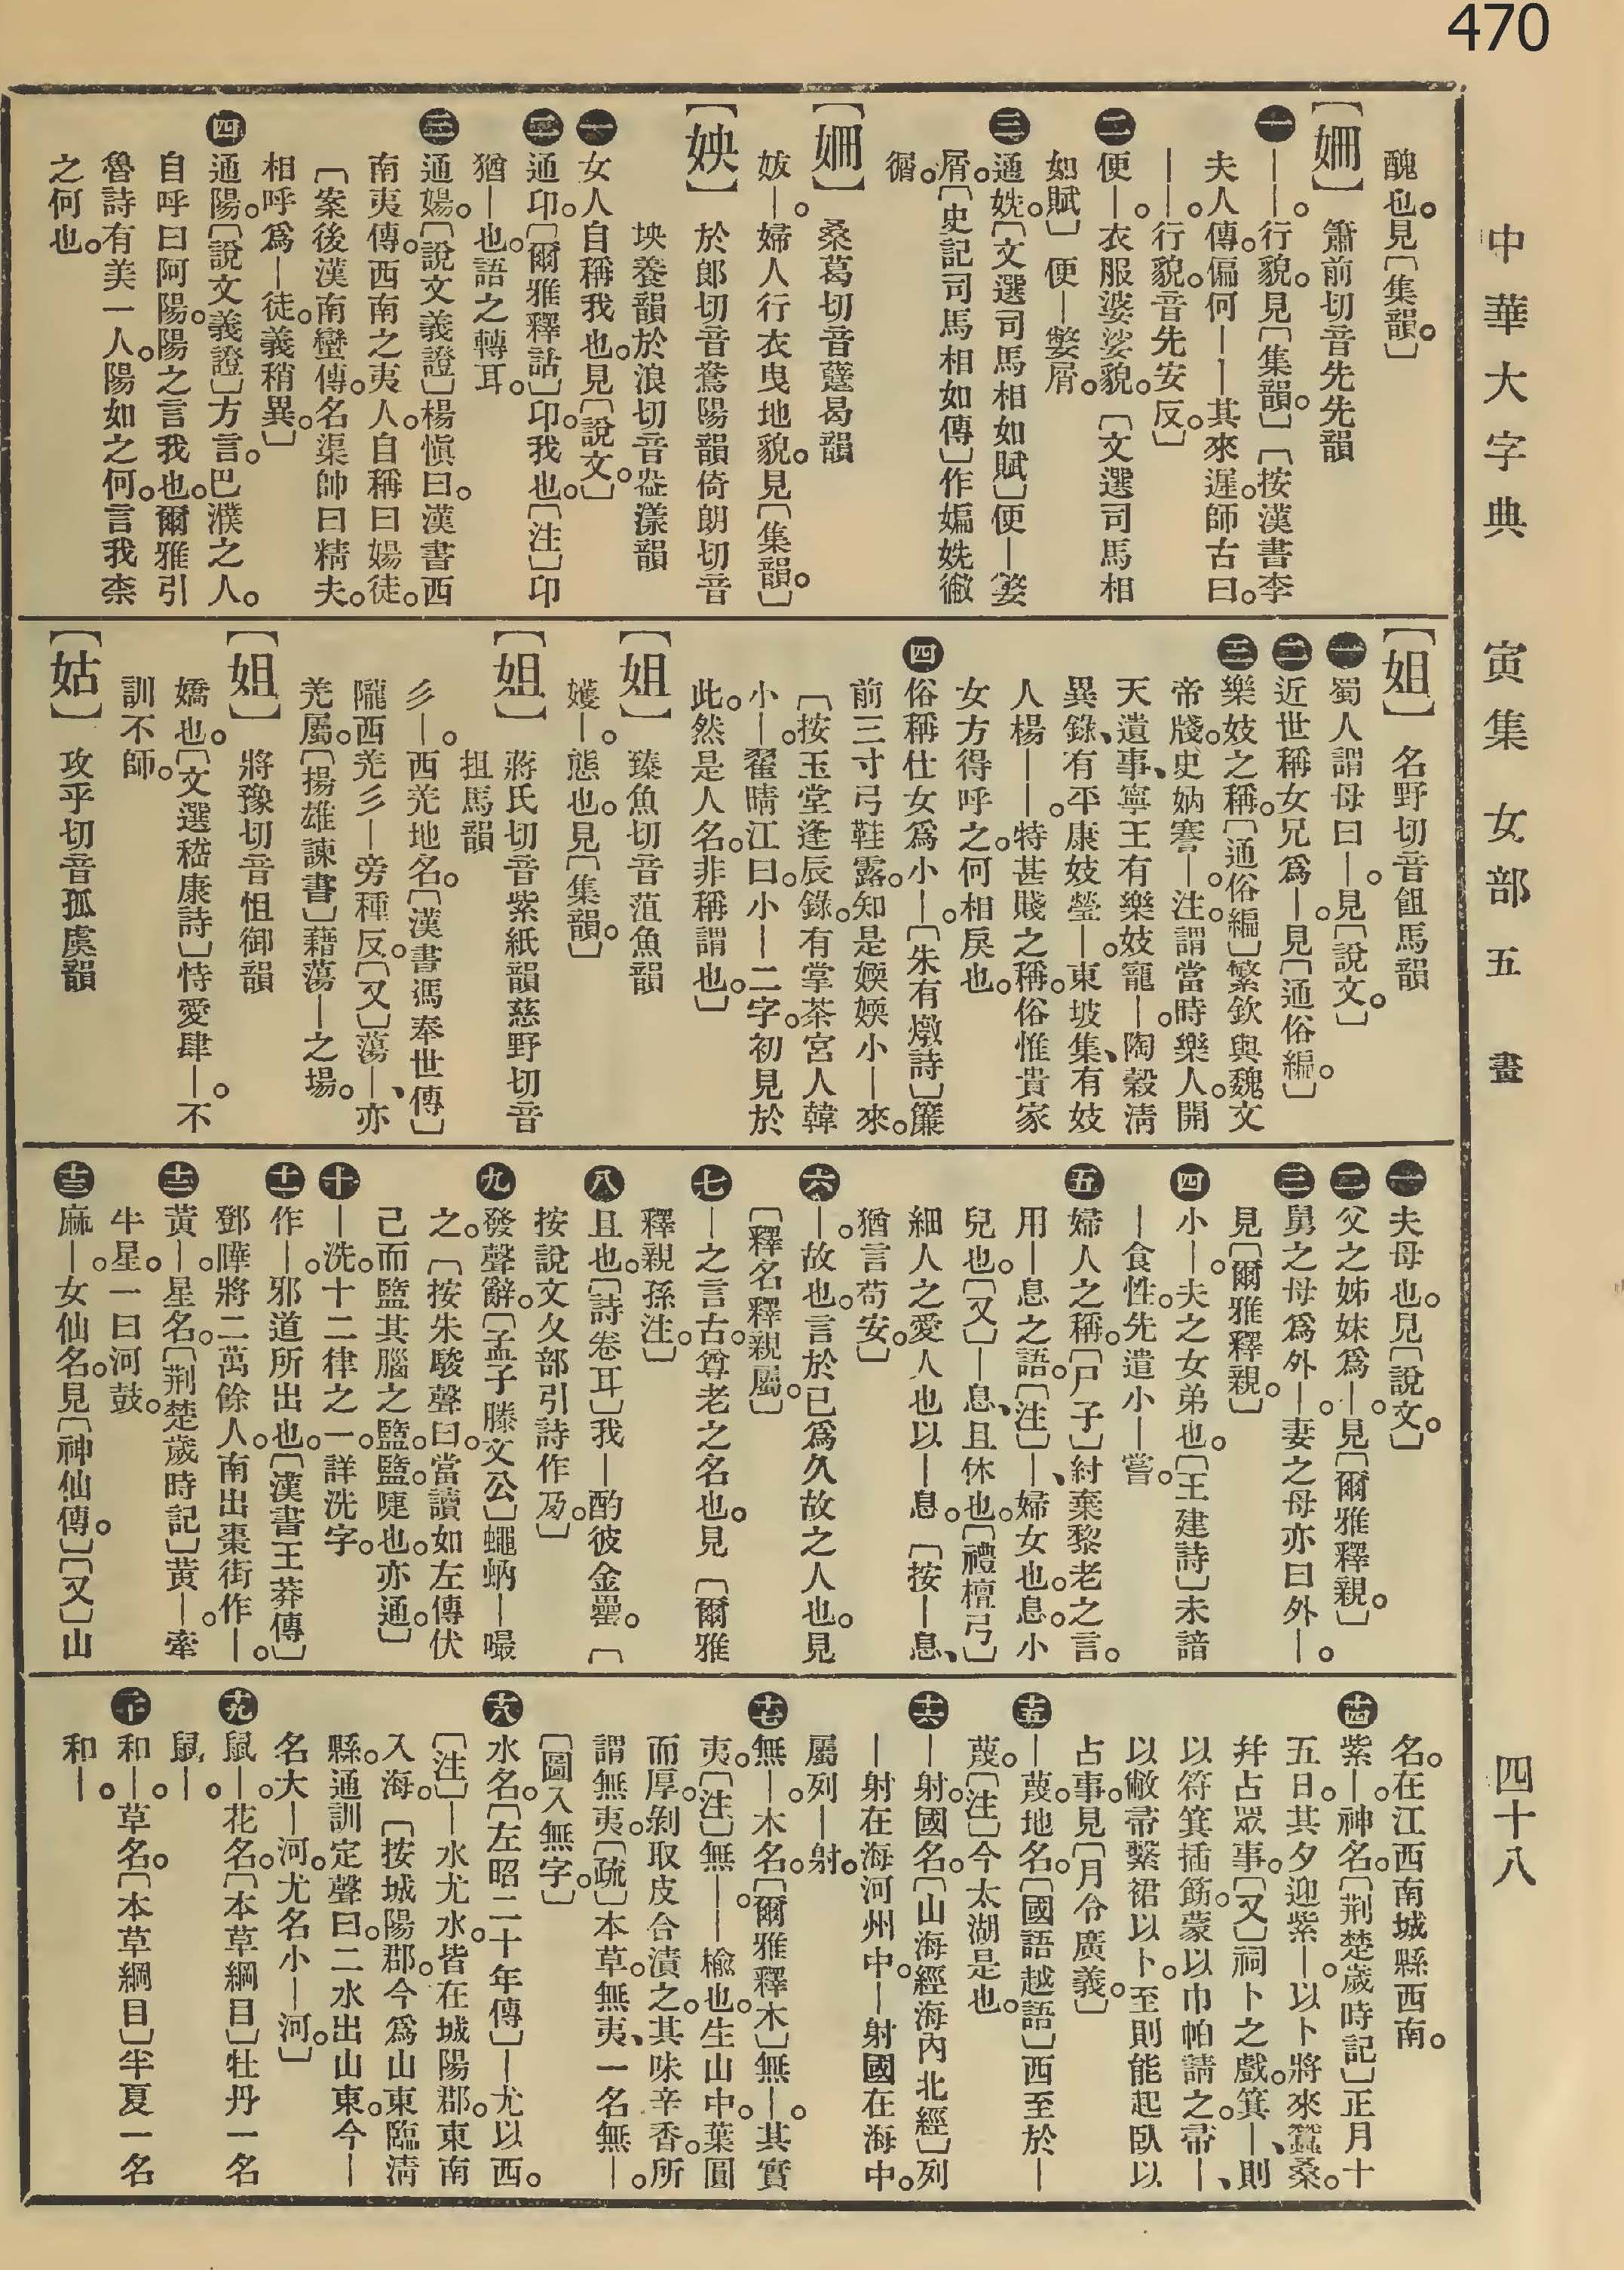 470
中華大字典 寅集 女部 五 畫 四十八
醜也。見〔集韻。〕
【姍】 簫前切音先先韻
㊀｜｜。行貌。見〔集韻。〕〔按漢書李
夫人傳。偏何｜｜其來遲。師古曰。
｜｜。行貌。音先安反。〕
㊁便｜。衣服婆娑貌。〔文選司馬相
如賦〕便｜嫳屑。
㊂通姺。〔文選司馬相如賦〕便｜嫳
屑。〔史記司馬相如傳〕作媥姺徶
㣯。
【姍】 桑葛切音躠曷韻
妭｜。婦人行衣曳地貌。見〔集韻。〕
【姎】 於郎切音鴦陽韻倚朗切音
坱養韻於浪切音盎漾韻
㊀女人自稱我也。見〔說文。〕
㊁通卬。〔爾雅釋詁〕卬。我也。〔注〕卬
猶｜也。語之轉耳。
㊂通婸。〔說文義證〕楊愼曰。漢書西
南夷傳。西南之夷人。自稱曰婸徒。
〔案後漢南蠻傳。名渠帥曰精夫。
相呼爲｜徒。義稍異。〕
㊃通陽。〔說文義證〕方言。巴濮之人。
自呼曰阿陽。陽之言我也。爾雅引
魯詩有美一人。陽如之何。言我柰
之何也。
【姐】 名野切音飷馬韻
㊀蜀人謂母曰｜。見〔說文。〕
㊁近世稱女兄爲｜。見〔通俗編。〕
㊂樂妓之稱。〔通俗編〕繁欽與魏文
帝牋。史妠謇｜。注。謂當時樂人。開
天遺事、寧王有樂妓寵｜。陶穀淸
異錄、有平康妓瑩｜。東坡集、有妓
人楊｜｜。特甚賤之稱。俗惟貴家
女方得呼之。何相戾也。
㊃俗稱仕女爲小｜。〔朱有燉詩〕簾
前三寸弓鞋露。知是媆媆小｜來。
〔按玉堂逢辰錄。有掌茶宮人韓
小｜。翟晴江曰。小｜二字。初見於
此。然是人名。非稱謂也。〕
【姐】 臻魚切音葅魚韻
㜘｜。態也。見〔集韻。〕
【姐】 蔣氏切音紫紙韻慈野切音
抯馬韻
彡｜。西羌地名。〔漢書馮奉世傳〕
隴西羌彡｜旁種反。〔又〕蕩｜、亦
羌屬。〔揚雄諫書〕藉蕩｜之場。
【姐】 將豫切音怚御韻
嬌也。〔文選嵇康詩〕恃愛肆｜。不
訓不師。
【姑】 攻乎切音孤虞韻
㊀夫母也。見〔說文。〕
㊁父之姊妹爲｜。見〔爾雅釋親。〕
㊂舅之母爲外｜。妻之母亦曰外｜。
見〔爾雅釋親。〕
㊃小｜。夫之女弟也。〔王建詩〕未諳
｜食性。先遣小｜嘗。
㊄婦人之稱。〔尸子〕紂棄黎老之言。
用｜息之語。〔注〕｜、婦女也。息。小
兒也。〔又〕｜息、且休也。〔禮檀弓〕
細人之愛人也以｜息。〔按｜息、
猶言苟安。〕
㊅｜。故也。言於已爲久故之人也。見
〔釋名釋親屬。〕
㊆｜之言古。尊老之名也。見〔爾雅
釋親孫注。〕
㊇且也。〔詩卷耳〕我｜酌彼金罍。〔
按說文夂部引詩作夃。〕
㊈發聲辭。〔孟子滕文公〕蠅蚋｜嘬
之。〔按朱駿聲曰。當讀如左傳伏
己而盬其腦之盬。盬。啑也。亦通。〕
㊉｜洗。十二律之一。詳洗字。
十一 作｜。邪道所出也。〔漢書王莽傳。〕
鄧曄將二萬餘人。南出棗街作｜。
十二 黃｜。星名。〔荆楚歲時記〕黃｜。牽
牛星。一曰河鼓。
十三 麻｜。女仙名。見〔神仙傳。〕〔又〕山
名。在江西南城縣西南。
十四 紫｜。神名。〔荆楚歲時記〕正月十
五日。其夕迎紫｜。以卜將來蠶桑。
幷占眾事。〔又〕祠卜之戲。箕｜、則
以符箕插筯。蒙以巾帕請之。帚｜、
以敝帚繫裙以卜。至則能起臥以
占事。見〔月令廣義。〕
十五 ｜蔑。地名。〔國語越語〕西至於｜
蔑。〔注〕今太湖是也。
十六 ｜射。國名。〔山海經海內北經〕列
｜射在海河州中。｜射國在海中。
屬列｜射。
十七 無｜。木名。〔爾雅釋木〕無｜。其實
夷。〔注〕無｜｜。楡也。生山中。葉圓
而厚。剝取皮合漬之。其味辛香。所
謂無夷。〔疏〕本草。無夷、一名無｜。
〔圖入無字。〕
十八 水名。〔左昭二十年傳〕｜尤以西。
〔注〕｜水尤水。皆在城陽郡。東南
入海。〔按城陽郡。今爲山東臨淸
縣。通訓定聲曰。二水出山東。今｜
名大｜河。尤名小｜河。〕
十九 鼠｜。花名。〔本草綱目〕牡丹一名
鼠｜。
二十 和｜。草名。〔本草綱目〕半夏一名
和｜。